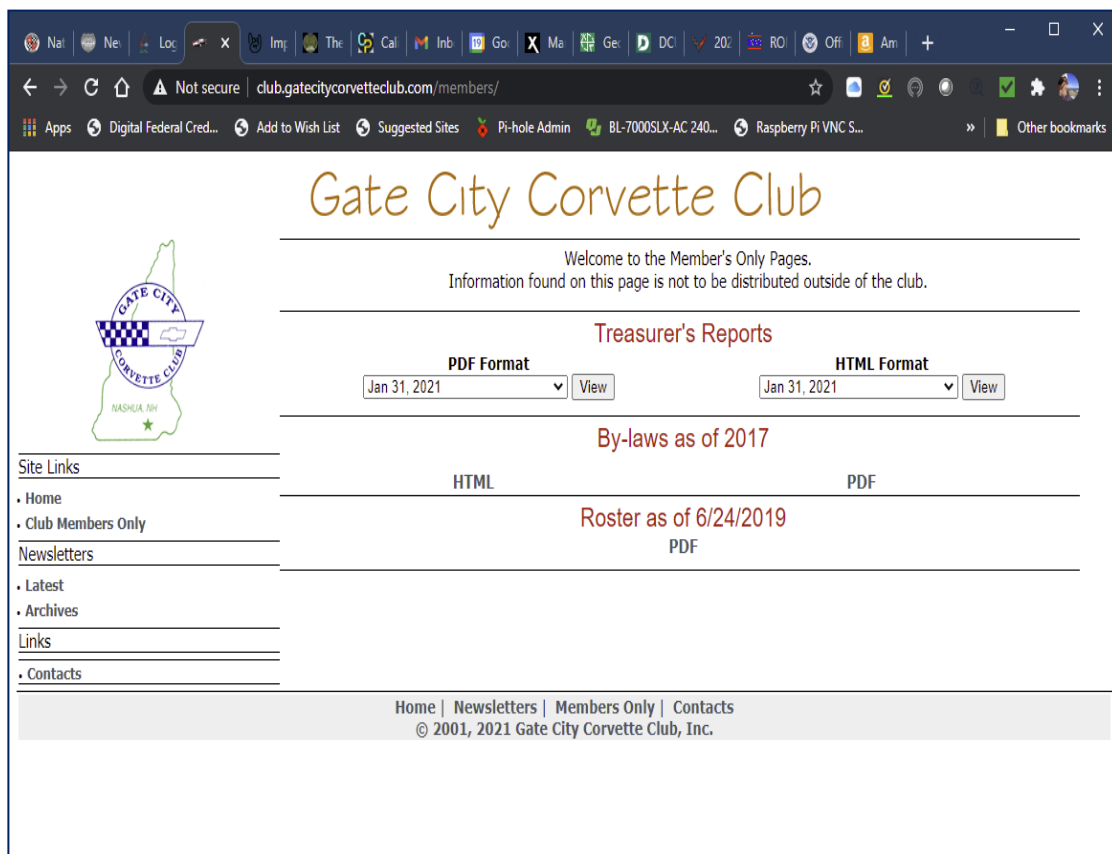 Nat Nev Log Imp The Cal Inb Goo Ma Geo DC 202 ROI Off Am
Not secure club.gatecitycorvetteclub.com/members/
Apps Digital Federal Cred... Add to Wish List Suggested Sites Pi-hole Admin BL-7000SLX-AC 240... Raspberry Pi VNC S... » Other bookmarks
Gate City Corvette Club
GATE CITY
CORVETTE CLUB
NASHUA, NH
Welcome to the Member's Only Pages.
Information found on this page is not to be distributed outside of the club.
Treasurer's Reports
PDF Format HTML Format
Jan 31, 2021 View Jan 31, 2021 View
By-laws as of 2017
HTML PDF
Roster as of 6/24/2019
PDF
Site Links
• Home
• Club Members Only
Newsletters
• Latest
• Archives
Links
• Contacts
Home | Newsletters | Members Only | Contacts
© 2001, 2021 Gate City Corvette Club, Inc.